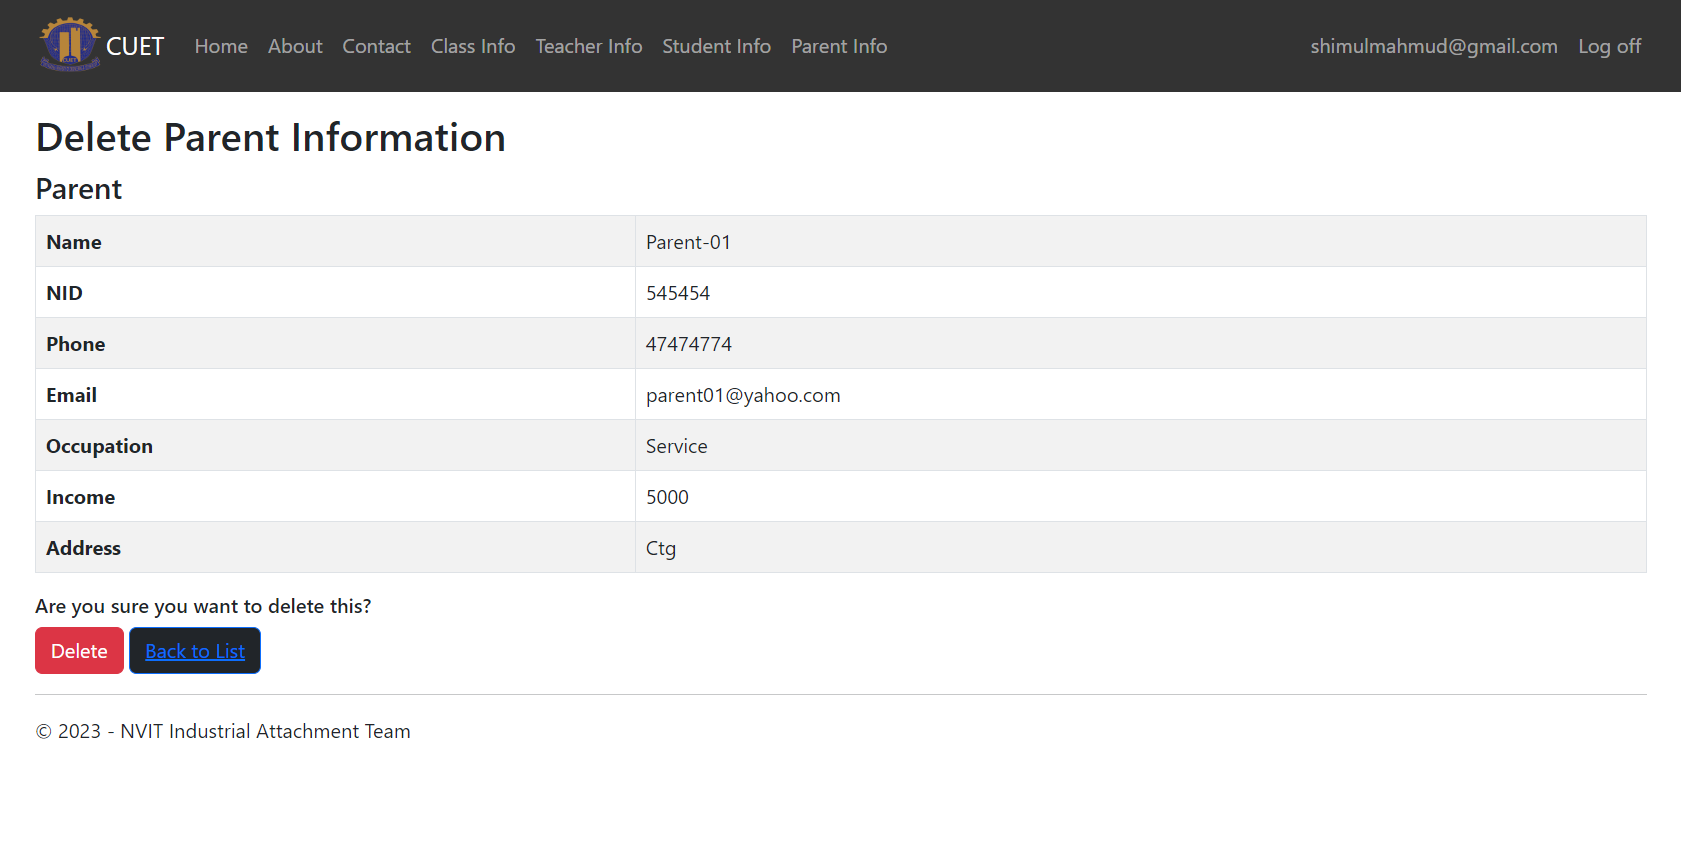 CUET Home About Contact Class Info Teacher Info Student Info Parent Info shimulmahmud@gmail.com Log off
Delete Parent Information
Parent
Name Parent-01
NID 545454
Phone 47474774
Email parent01@yahoo.com
Occupation Service
Income 5000
Address Ctg
Are you sure you want to delete this?
Delete Back to List
© 2023 - NVIT Industrial Attachment Team